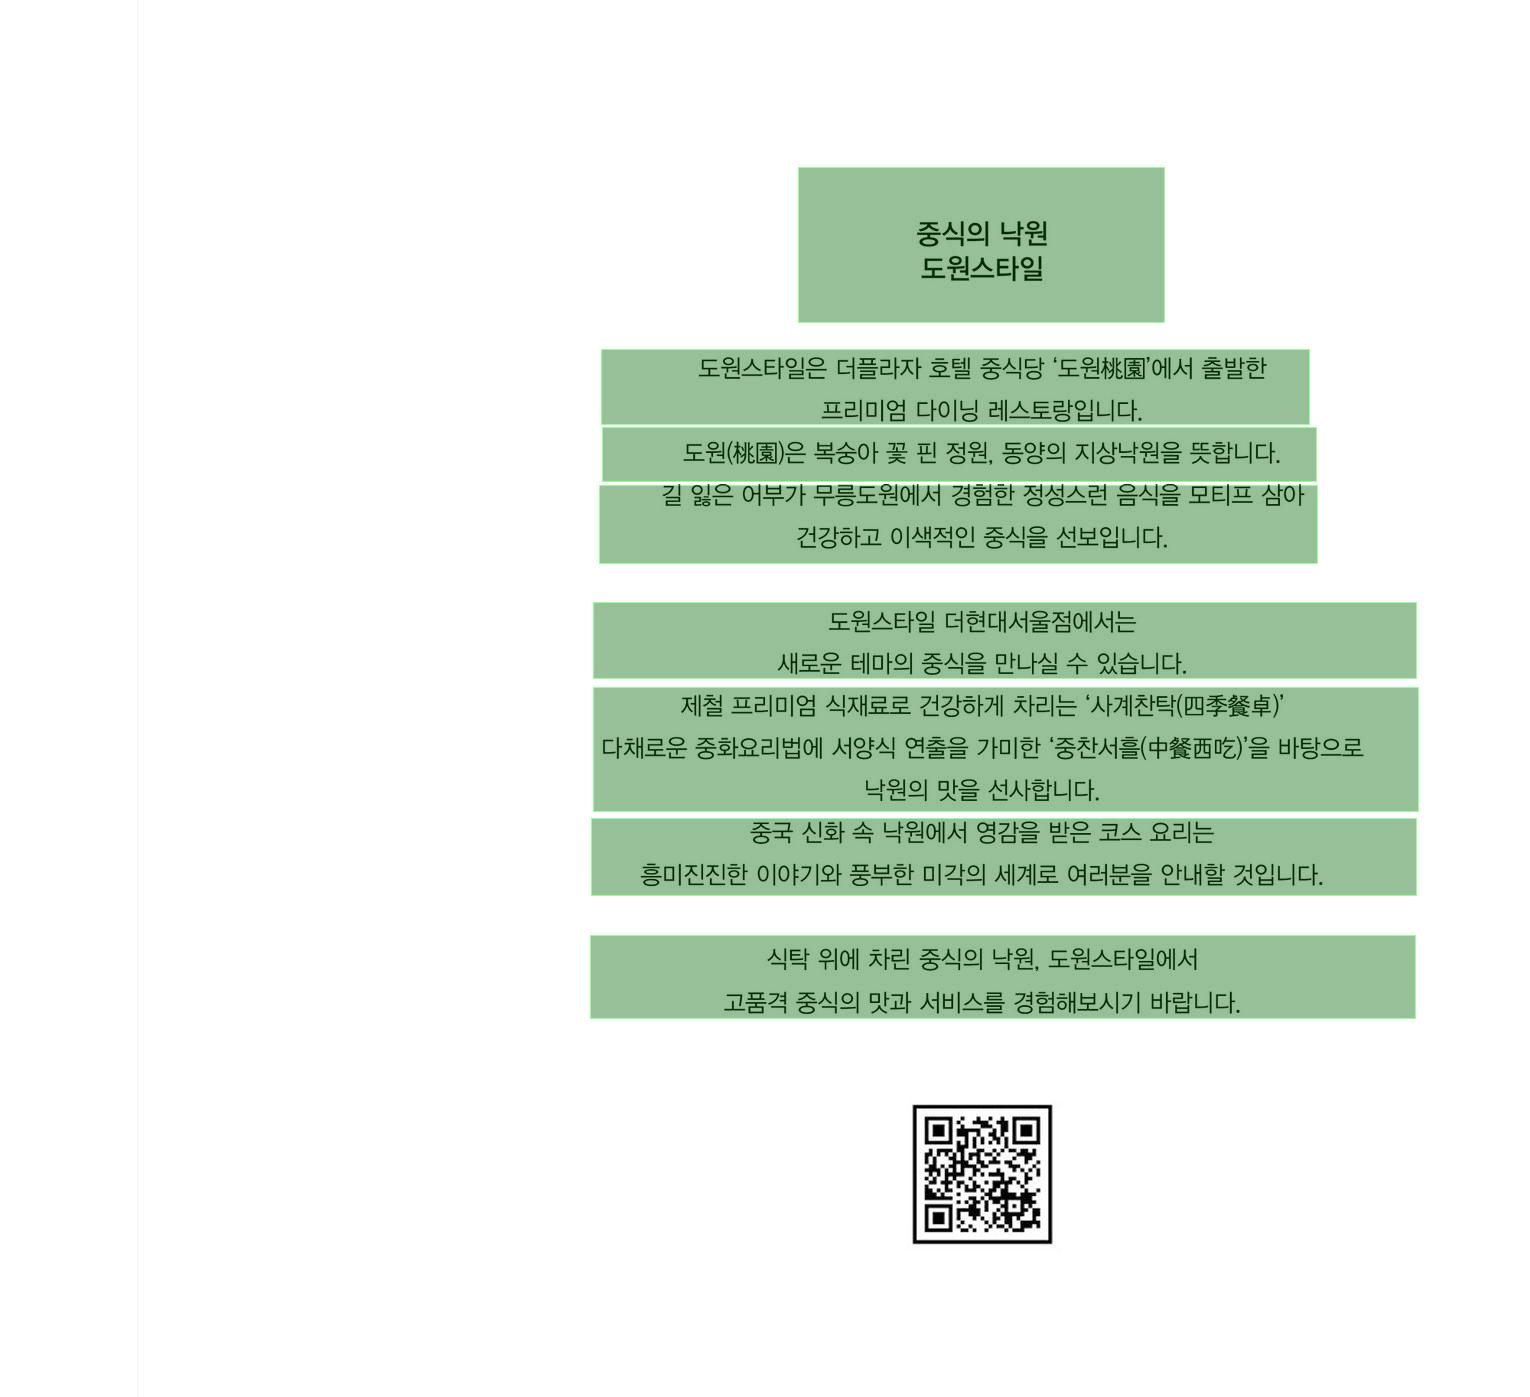 중식의 낙원
도원스타일
도원스타일은 더플라자 호텔 중식당 ‘도원桃園’에서 출발한
프리미엄 다이닝 레스토랑입니다.
도원(桃園)은 복숭아 꽃 핀 정원, 동양의 지상낙원을 뜻합니다.
길 잃은 어부가 무릉도원에서 경험한 정성스런 음식을 모티프 삼아
건강하고 이색적인 중식을 선보입니다.
도원스타일 더현대서울점에서는
새로운 테마의 중식을 만나실 수 있습니다.
제철 프리미엄 식재료로 건강하게 차리는 ‘사계찬탁(四季餐卓)’
다채로운 중화요리법에 서양식 연출을 가미한 ‘중찬서흘(中餐西吃)’을 바탕으로
낙원의 맛을 선사합니다.
중국 신화 속 낙원에서 영감을 받은 코스 요리는
흥미진진한 이야기와 풍부한 미각의 세계로 여러분을 안내할 것입니다.
식탁 위에 차린 중식의 낙원, 도원스타일에서
고품격 중식의 맛과 서비스를 경험해보시기 바랍니다.